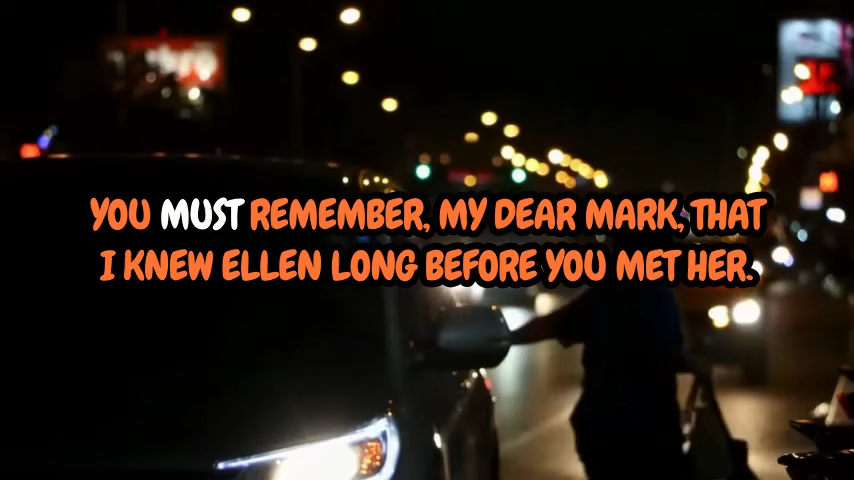 YOU MUST REMEMBER, MY DEAR MARK, THAT
I KNEW ELLEN LONG BEFORE YOU MET HER.